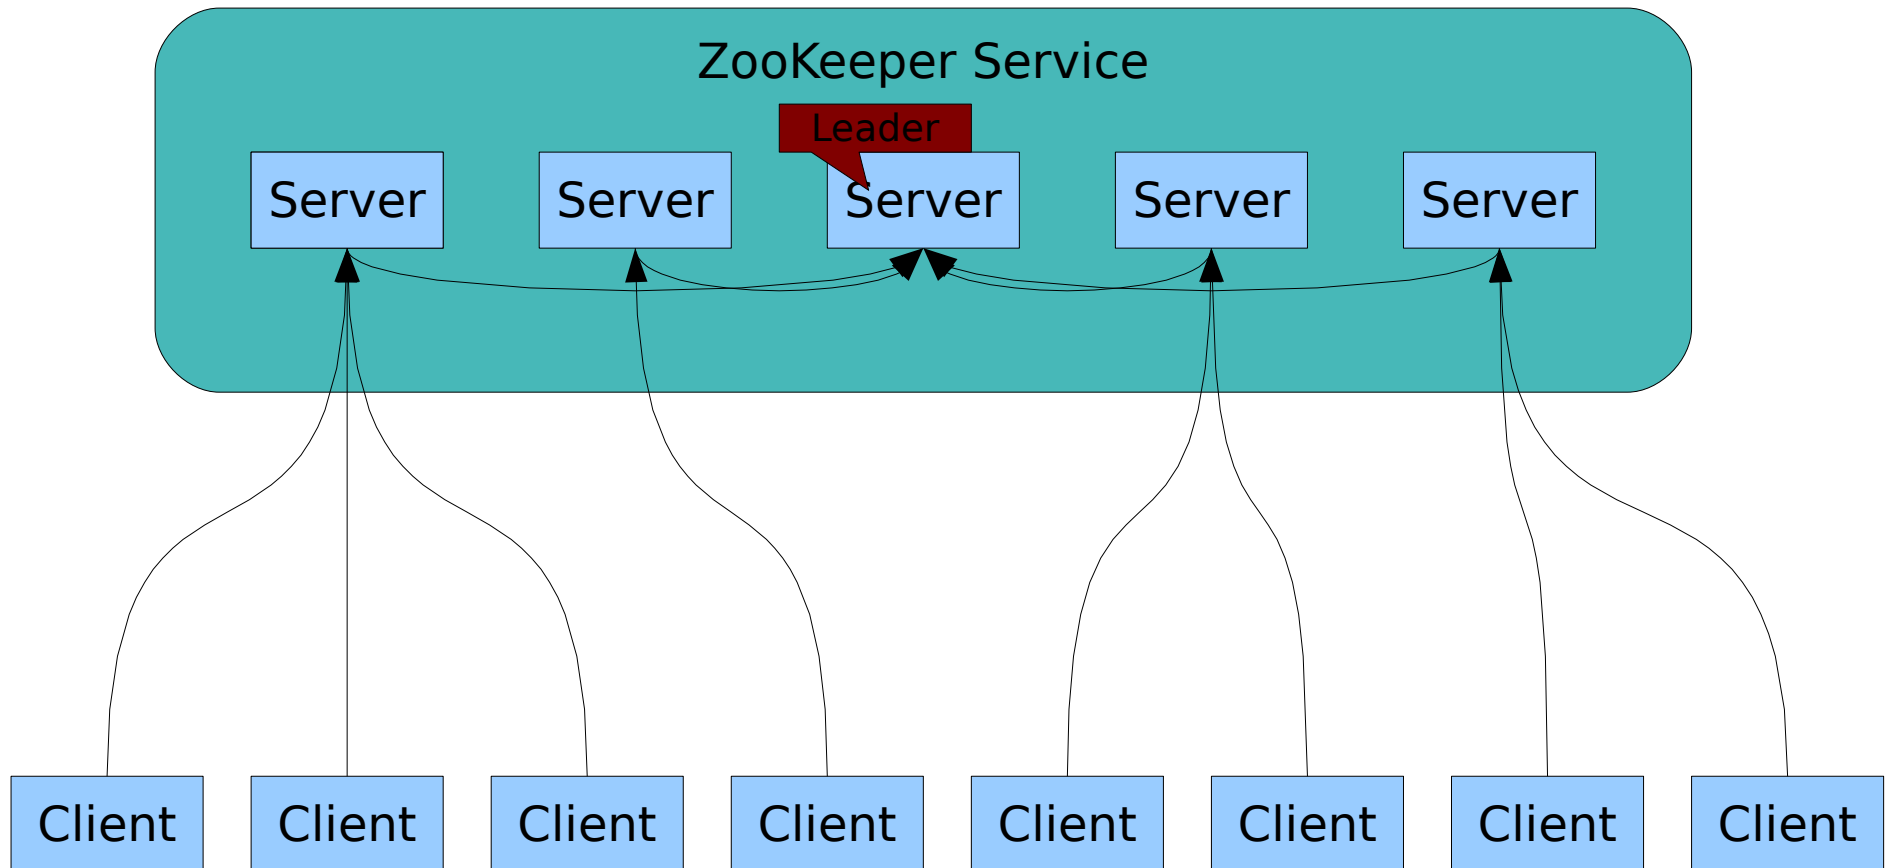 ZooKeeper Service
Leader
Server
Server
Server
Server
Server
Client
Client
Client
Client
Client
Client
Client
Client